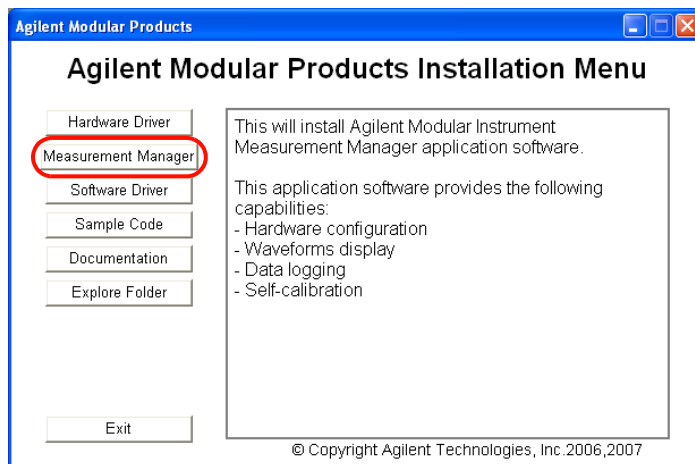 Agilent Modular Products
Agilent Modular Products Installation Menu
Hardware Driver
Measurement Manager
Software Driver
Sample Code
Documentation
Explore Folder
Exit
This will install Agilent Modular Instrument
Measurement Manager application software.
This application software provides the following
capabilities:
- Hardware configuration
- Waveforms display
- Data logging
- Self-calibration
© Copyright Agilent Technologies, Inc.2006,2007